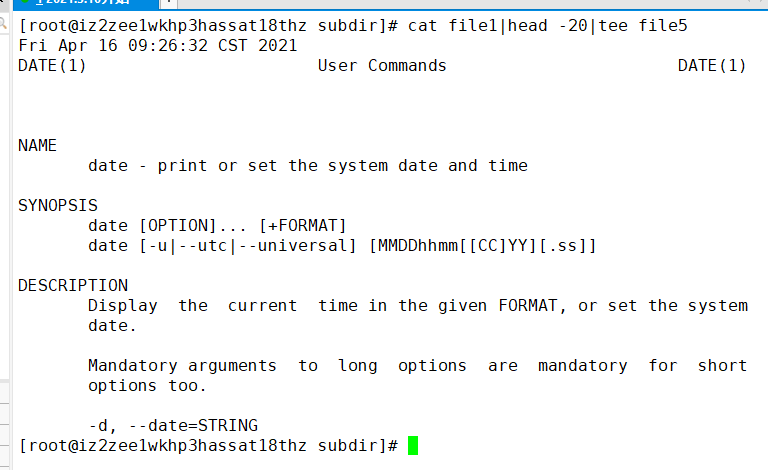 [root@iz2zee1wkhp3hassat18thz subdir]# cat file1|head -20|tee file5
Fri Apr 16 09:26:32 CST 2021
DATE(1)                       User Commands                       DATE(1)
NAME
       date - print or set the system date and time
SYNOPSIS
       date [OPTION]... [+FORMAT]
       date [-u|--utc|--universal] [MMDDhhmm[[CC]YY][.ss]]
DESCRIPTION
       Display  the  current  time in the given FORMAT, or set the system
       date.
       Mandatory arguments  to  long  options  are  mandatory  for  short
       options too.
       -d, --date=STRING
[root@iz2zee1wkhp3hassat18thz subdir]#